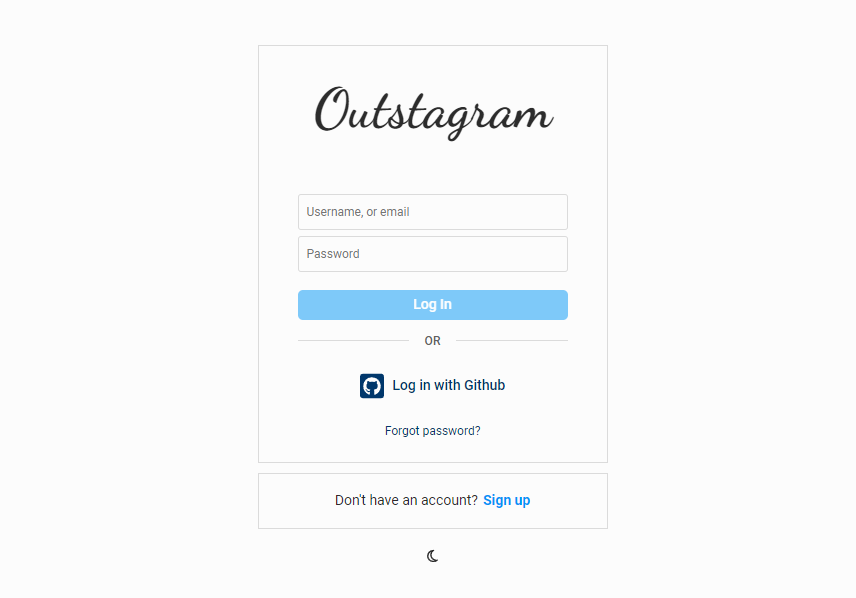 Outstagram
Username, or email
Password
Log In
OR
Log in with Github
Forgot password?
Don't have an account? Sign up